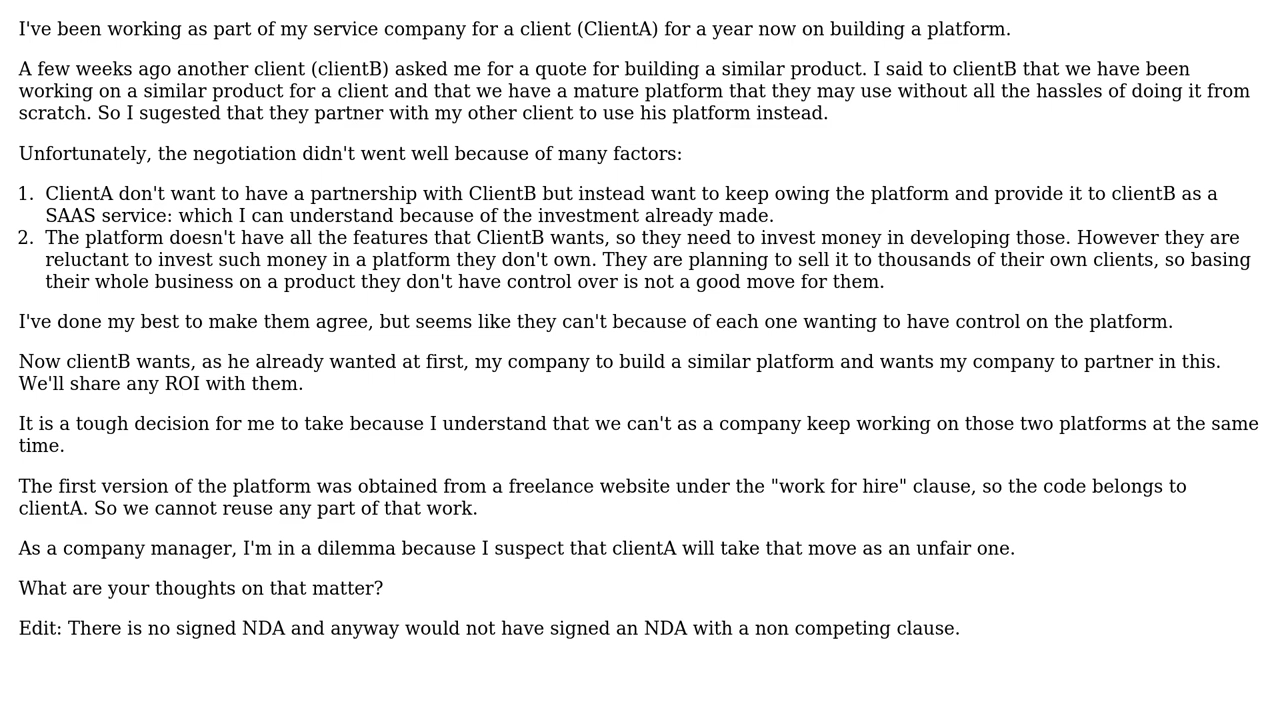 I've been working as part of my service company for a client (ClientA) for a year now on building a platform.
A few weeks ago another client (clientB) asked me for a quote for building a similar product. I said to clientB that we have been
working on a similar product for a client and that we have a mature platform that they may use without all the hassles of doing it from
scratch. So I sugested that they partner with my other client to use his platform instead.
Unfortunately, the negotiation didn't went well because of many factors:
1. ClientA don't want to have a partnership with ClientB but instead want to keep owing the platform and provide it to clientB as a
SAAS service: which I can understand because of the investment already made.
2. The platform doesn't have all the features that ClientB wants, so they need to invest money in developing those. However they are
reluctant to invest such money in a platform they don't own. They are planning to sell it to thousands of their own clients, so basing
their whole business on a product they don't have control over is not a good move for them.
I've done my best to make them agree, but seems like they can't because of each one wanting to have control on the platform.
Now clientB wants, as he already wanted at first, my company to build a similar platform and wants my company to partner in this.
We'll share any ROI with them.
It is a tough decision for me to take because I understand that we can't as a company keep working on those two platforms at the same
time.
The first version of the platform was obtained from a freelance website under the "work for hire" clause, so the code belongs to
clientA. So we cannot reuse any part of that work.
As a company manager, I'm in a dilemma because I suspect that clientA will take that move as an unfair one.
What are your thoughts on that matter?
Edit: There is no signed NDA and anyway would not have signed an NDA with a non competing clause.